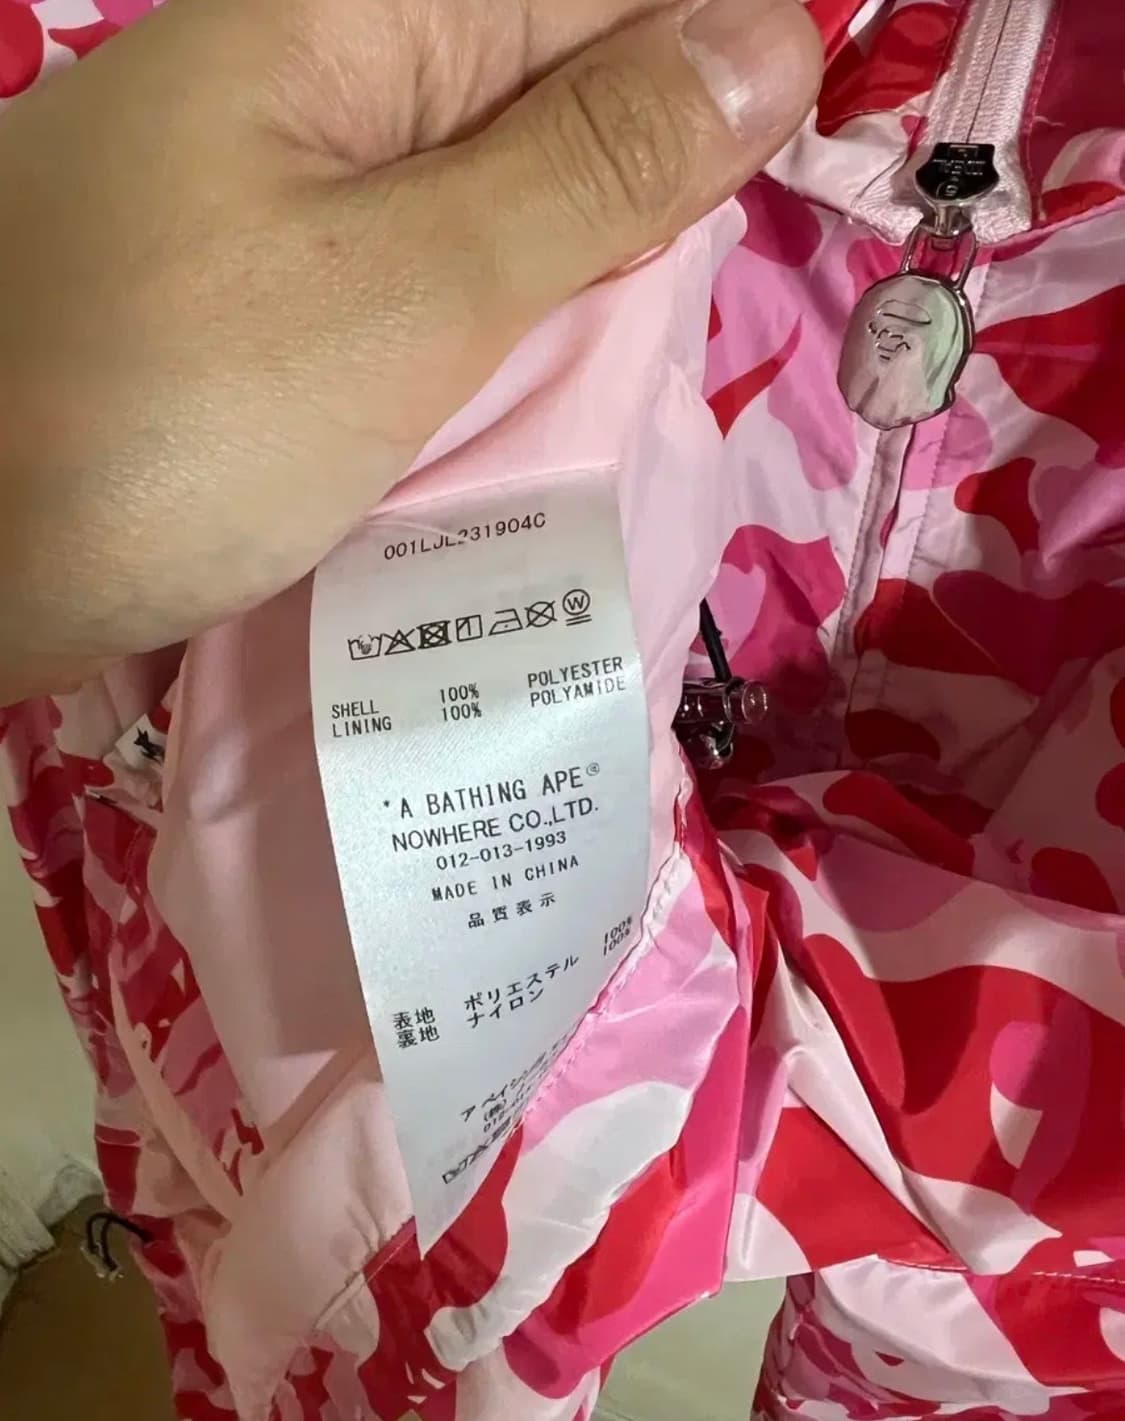 001LJL231904C
SHELL 100% POLYESTER
LINING 100% POLYAMIDE
*A BATHING APE®
NOWHERE CO.,LTD.
012-013-1993
MADE IN CHINA
品質表示
表地 ポリエステル 100%
裏地 ナイロン 100%